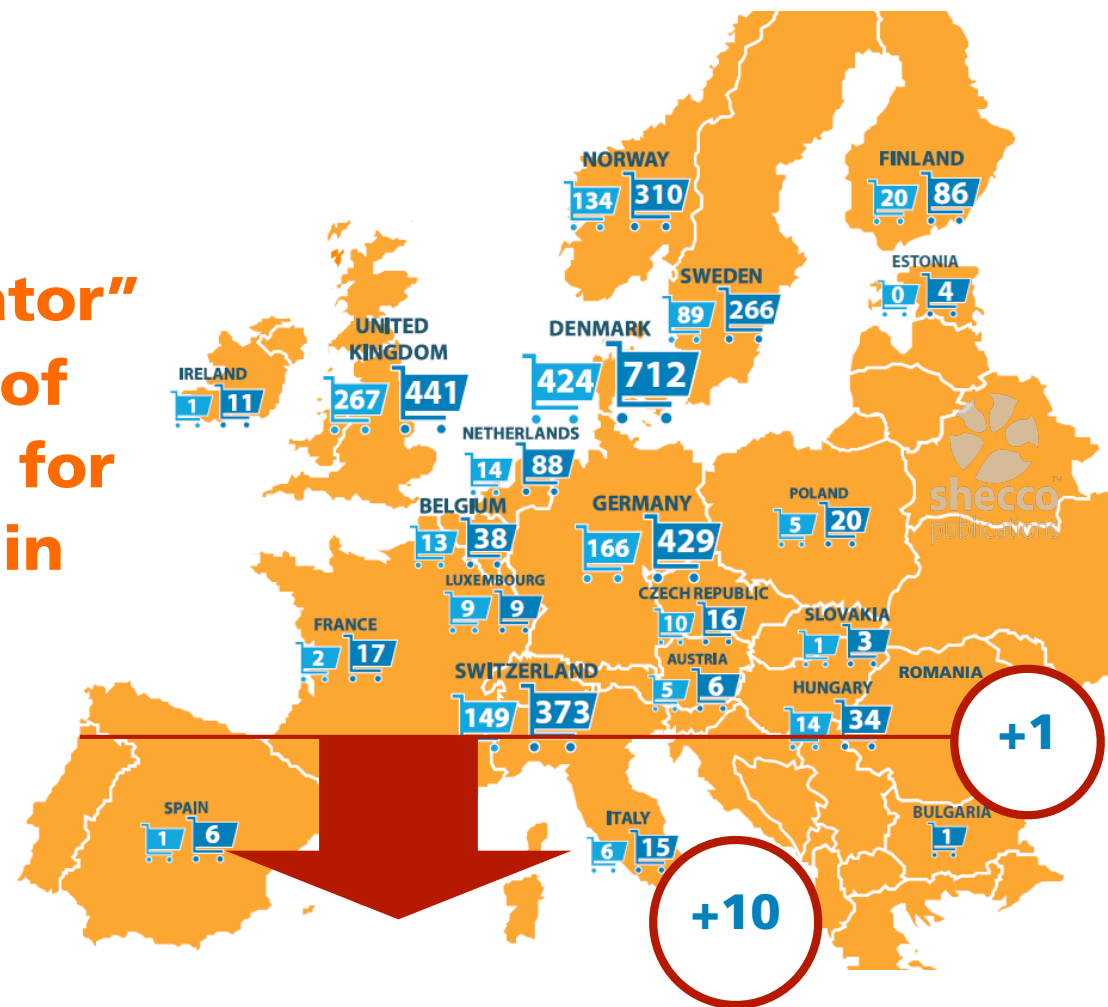 ator”
of
for
in
NORWAY
134 310
FINLAND
20 86
SWEDEN
89 266
ESTONIA
0 4
UNITED
KINGDOM
267 441
DENMARK
424 712
IRELAND
1 11
NETHERLANDS
14 88
BELGIUM
13 38
GERMANY
166 429
POLAND
5 20
shecco™
publications
LUXEMBOURG
9 9
CZECH REPUBLIC
10 16
SLOVAKIA
1 3
FRANCE
2 17
SWITZERLAND
149 373
AUSTRIA
5 6
HUNGARY
14 34
ROMANIA
+1
SPAIN
1 6
ITALY
6 15
BULGARIA
1
+10